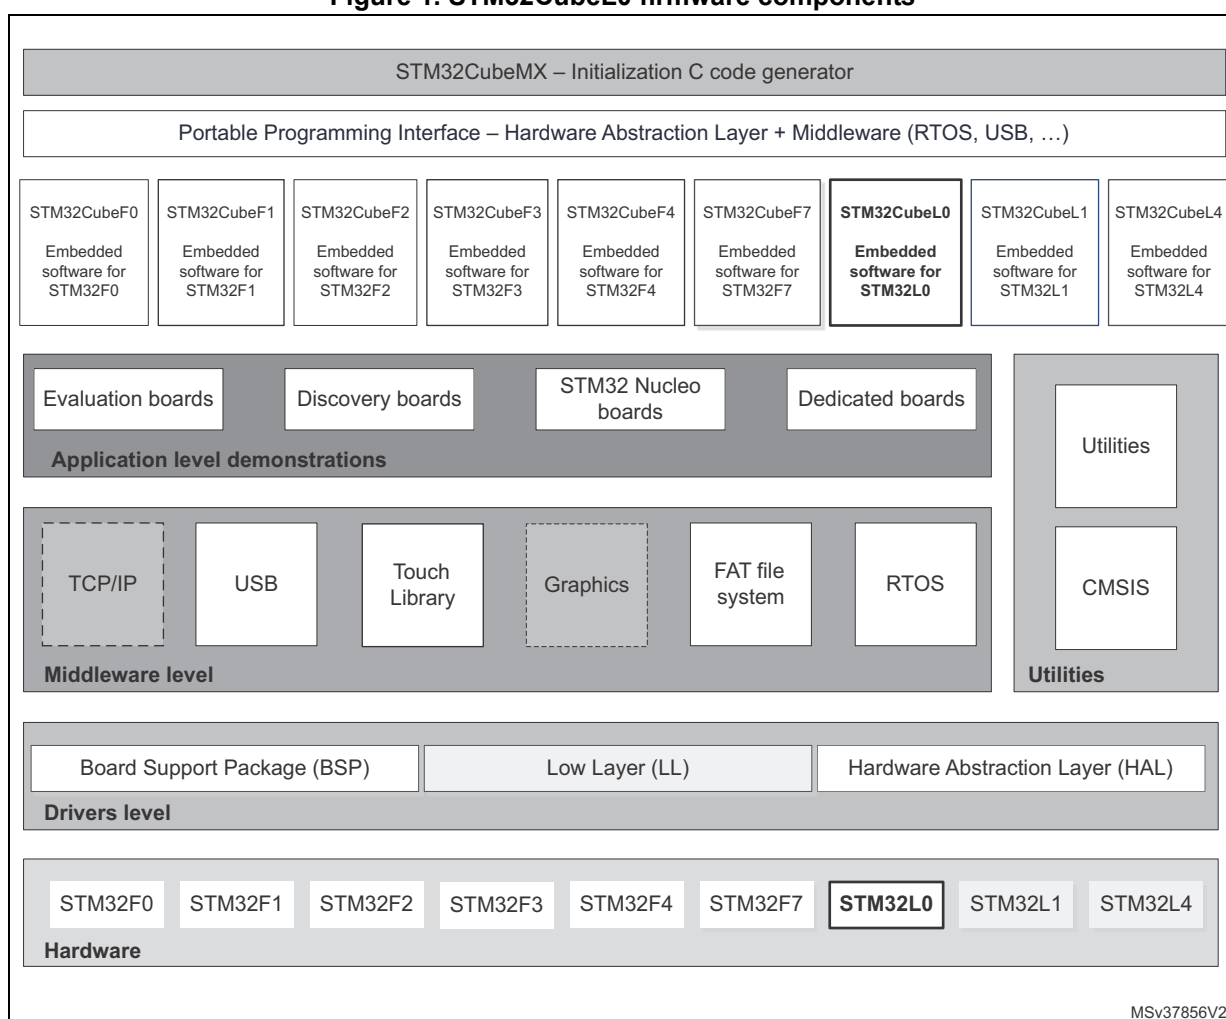 Figure 1. STM32CubeL0 firmware components
STM32CubeMX – Initialization C code generator
Portable Programming Interface – Hardware Abstraction Layer + Middleware (RTOS, USB, …)
STM32CubeF0
Embedded
software for
STM32F0
STM32CubeF1
Embedded
software for
STM32F1
STM32CubeF2
Embedded
software for
STM32F2
STM32CubeF3
Embedded
software for
STM32F3
STM32CubeF4
Embedded
software for
STM32F4
STM32CubeF7
Embedded
software for
STM32F7
STM32CubeL0
Embedded
software for
STM32L0
STM32CubeL1
Embedded
software for
STM32L1
STM32CubeL4
Embedded
software for
STM32L4
Evaluation boards
Discovery boards
STM32 Nucleo
boards
Dedicated boards
Application level demonstrations
Utilities
CMSIS
Utilities
TCP/IP
USB
Touch
Library
Graphics
FAT file
system
RTOS
Middleware level
Board Support Package (BSP)
Low Layer (LL)
Hardware Abstraction Layer (HAL)
Drivers level
STM32F0
STM32F1
STM32F2
STM32F3
STM32F4
STM32F7
STM32L0
STM32L1
STM32L4
Hardware
MSv37856V2